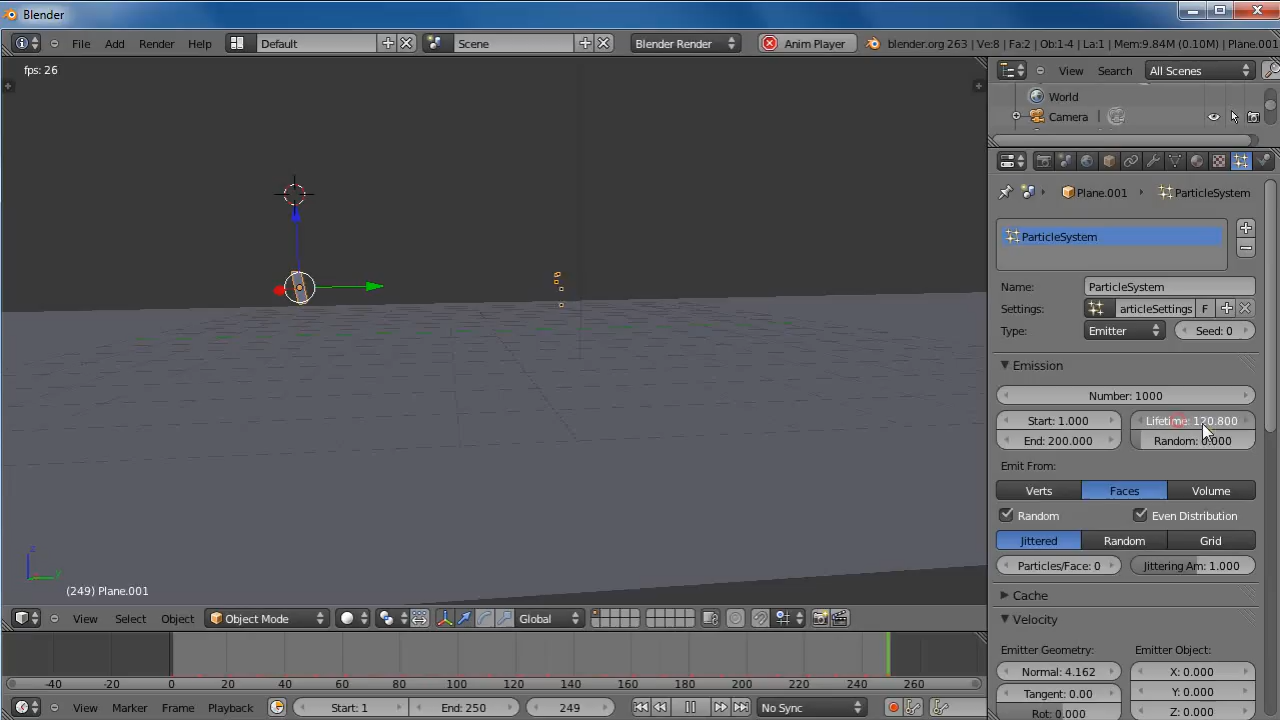 Blender
File Add Render Help Default Scene Blender Render Anim Player blender.org 263 | Ve:8 | Fa:2 | Ob:1-4 | La:1 | Mem:9.84M (0.10M) | Plane.001
fps: 26
View Search All Scenes
World
Camera
Plane.001 ParticleSystem
ParticleSystem
Name: ParticleSystem
Settings: articleSettings F
Type: Emitter Seed: 0
Emission
Number: 1000
Start: 1.000 Lifetime: 120.800
End: 200.000 Random: 0.000
Emit From:
Verts Faces Volume
Random Even Distribution
Jittered Random Grid
Particles/Face: 0 Jittering Am: 1.000
Cache
Velocity
Emitter Geometry: Emitter Object:
Normal: 4.162 X: 0.000
Tangent: 0.00 Y: 0.000
Rot: 0.000 Z: 0.000
z
y
(249) Plane.001
View Select Object Object Mode Global
-40 -20 0 20 40 60 80 100 120 140 160 180 200 220 240 260
View Marker Frame Playback Start: 1 End: 250 249 No Sync